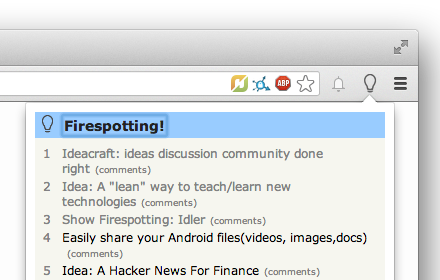 ABP
Firespotting!
1 Ideacraft: ideas discussion community done
right (comments)
2 Idea: A "lean" way to teach/learn new
technologies (comments)
3 Show Firespotting: Idler (comments)
4 Easily share your Android files(videos, images,docs)
(comments)
5 Idea: A Hacker News For Finance (comments)